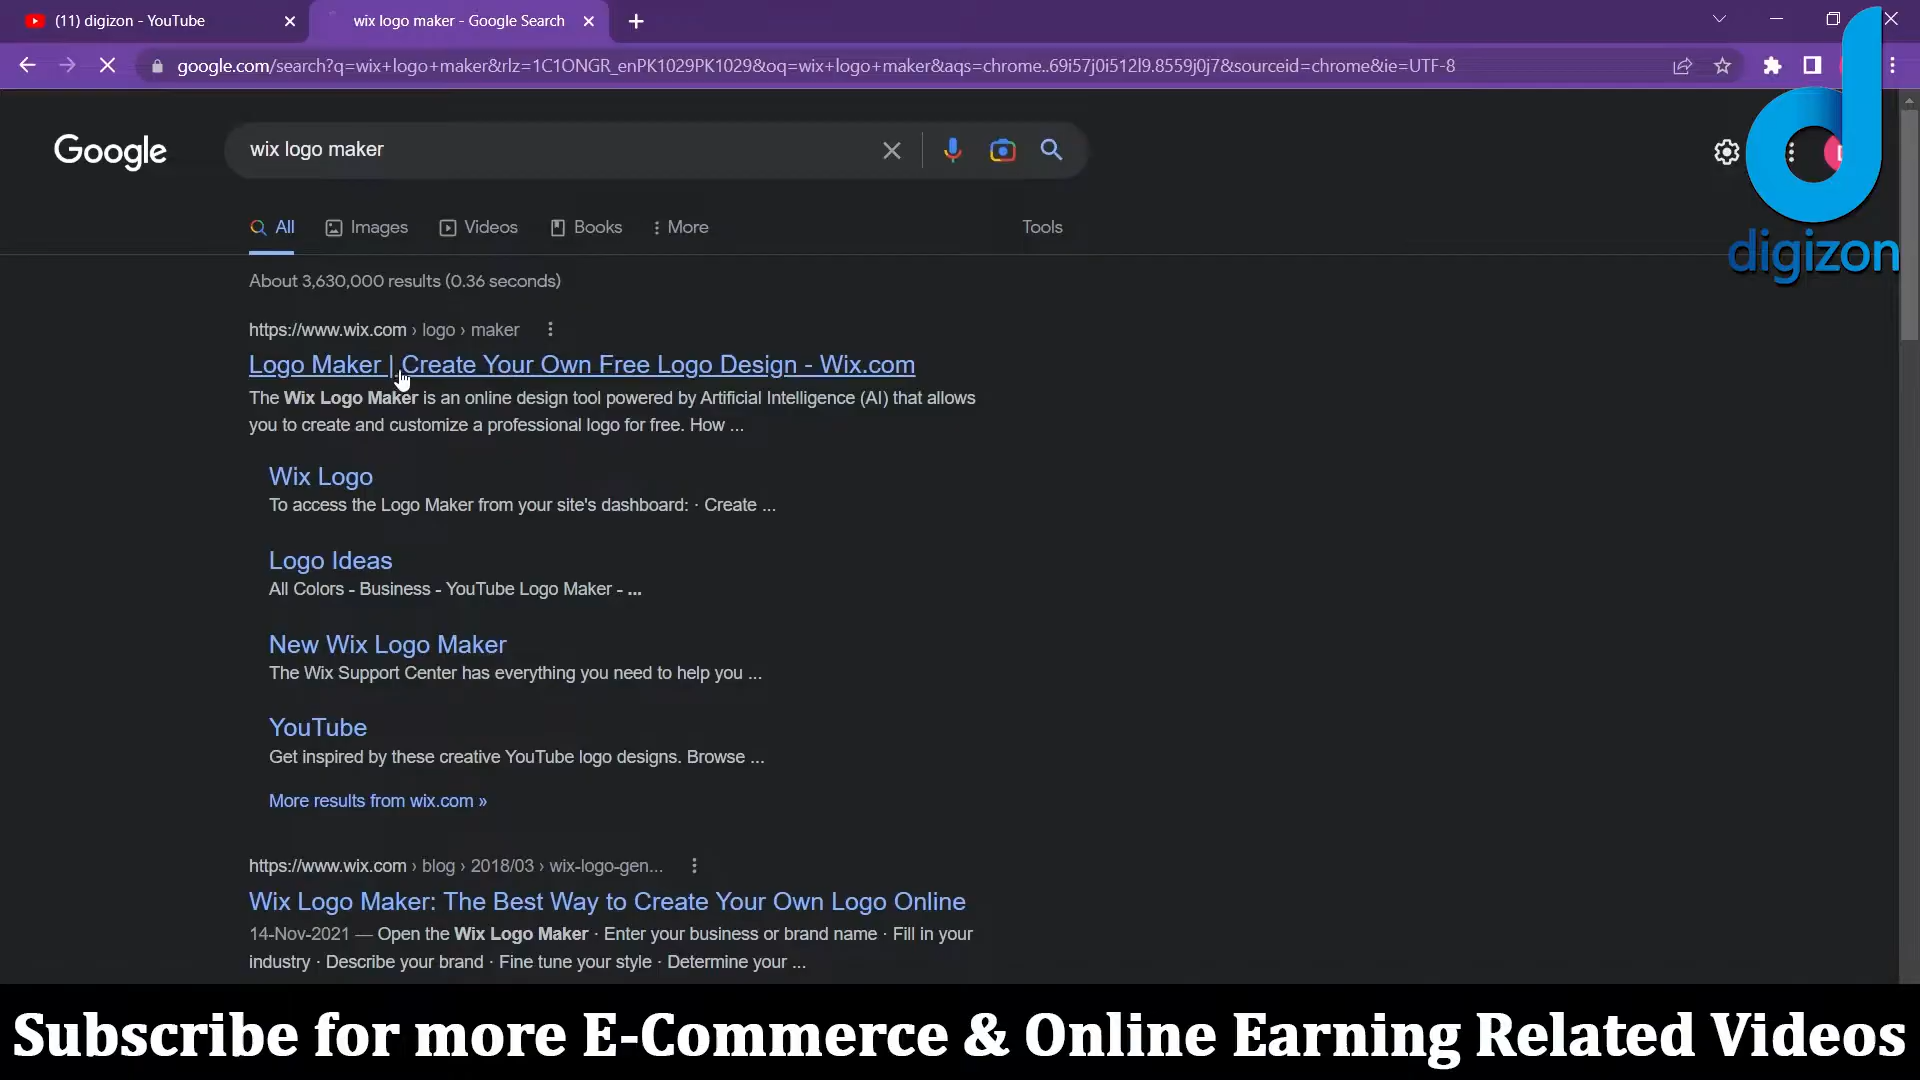 (11) digizon - YouTube
wix logo maker - Google Search
google.com/search?q=wix+logo+maker&rlz=1C1ONGR_enPK1029PK1029&oq=wix+logo+maker&aqs=chrome..69i57j0i512l9.8559j0j7&sourceid=chrome&ie=UTF-8
Google
wix logo maker
All
Images
Videos
Books
More
Tools
digizon
About 3,630,000 results (0.36 seconds)
https://www.wix.com › logo › maker
Logo Maker | Create Your Own Free Logo Design - Wix.com
The Wix Logo Maker is an online design tool powered by Artificial Intelligence (AI) that allows
you to create and customize a professional logo for free. How ...
Wix Logo
To access the Logo Maker from your site's dashboard: · Create ...
Logo Ideas
All Colors - Business - YouTube Logo Maker - ...
New Wix Logo Maker
The Wix Support Center has everything you need to help you ...
YouTube
Get inspired by these creative YouTube logo designs. Browse ...
More results from wix.com »
https://www.wix.com › blog › 2018/03 › wix-logo-gen...
Wix Logo Maker: The Best Way to Create Your Own Logo Online
14-Nov-2021 — Open the Wix Logo Maker · Enter your business or brand name · Fill in your
industry · Describe your brand · Fine tune your style · Determine your ...
Subscribe for more E-Commerce & Online Earning Related Videos